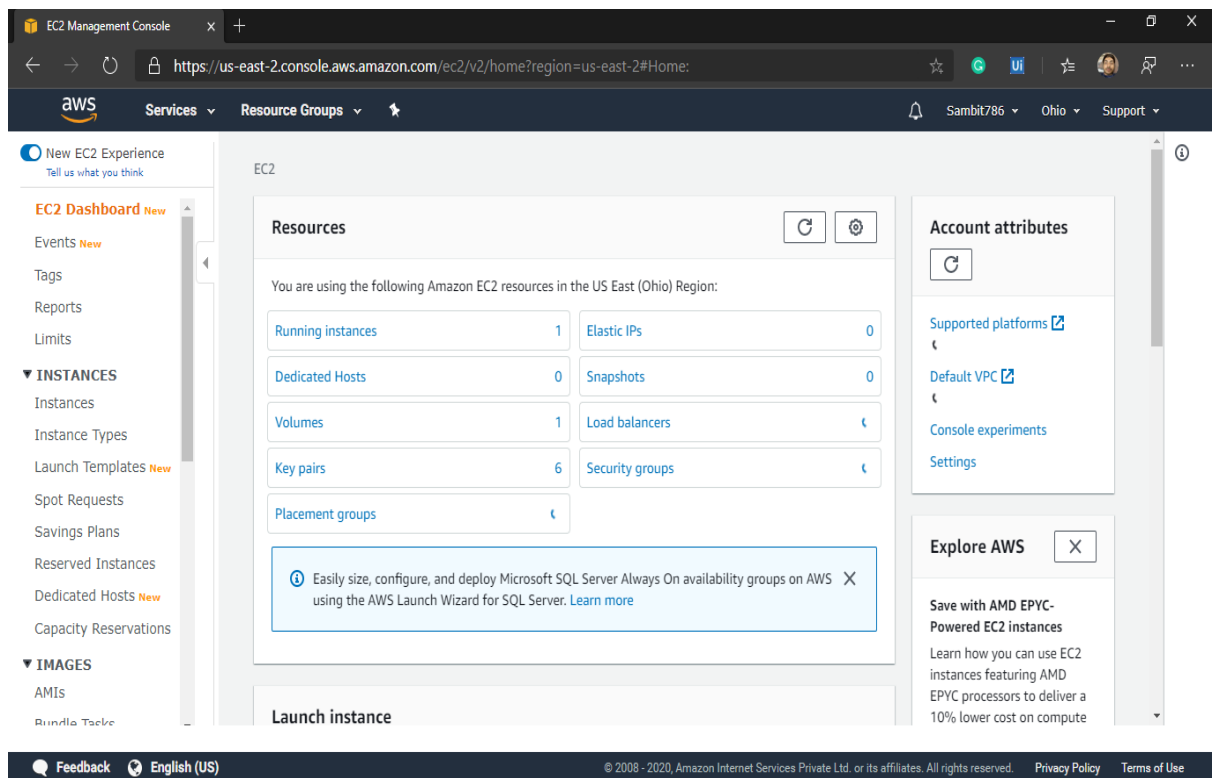 EC2 Management Console
https://us-east-2.console.aws.amazon.com/ec2/v2/home?region=us-east-2#Home:
aws Services Resource Groups Sambit786 Ohio Support
New EC2 Experience
Tell us what you think
EC2 Dashboard New
Events New
Tags
Reports
Limits
INSTANCES
Instances
Instance Types
Launch Templates New
Spot Requests
Savings Plans
Reserved Instances
Dedicated Hosts New
Capacity Reservations
IMAGES
AMIs
Bundle Tasks
EC2
Resources
You are using the following Amazon EC2 resources in the US East (Ohio) Region:
Running instances 1
Elastic IPs 0
Dedicated Hosts 0
Snapshots 0
Volumes 1
Load balancers
Key pairs 6
Security groups
Placement groups
Easily size, configure, and deploy Microsoft SQL Server Always On availability groups on AWS
using the AWS Launch Wizard for SQL Server. Learn more
Launch instance
Account attributes
Supported platforms
Default VPC
Console experiments
Settings
Explore AWS
Save with AMD EPYC-
Powered EC2 instances
Learn how you can use EC2
instances featuring AMD
EPYC processors to deliver a
10% lower cost on compute
Feedback English (US) © 2008 - 2020, Amazon Internet Services Private Ltd. or its affiliates. All rights reserved. Privacy Policy Terms of Use